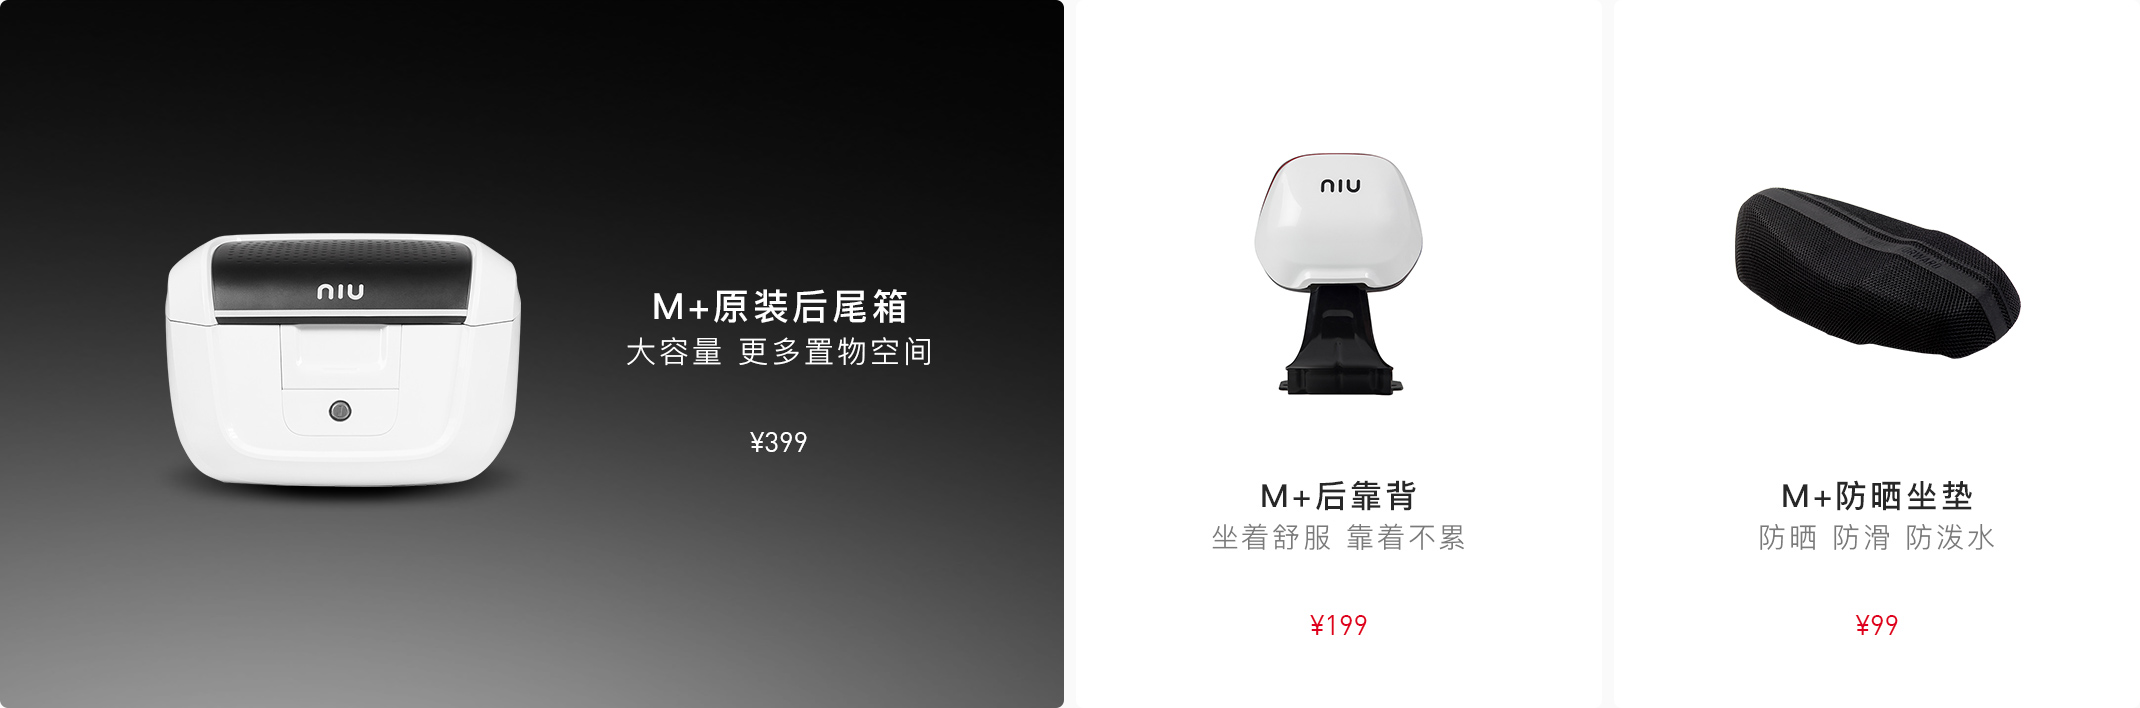 niu
M+原装后尾箱
大容量 更多置物空间
¥399
niu
M+后靠背
坐着舒服 靠着不累
¥199
M+防晒坐垫
防晒 防滑 防泼水
¥99